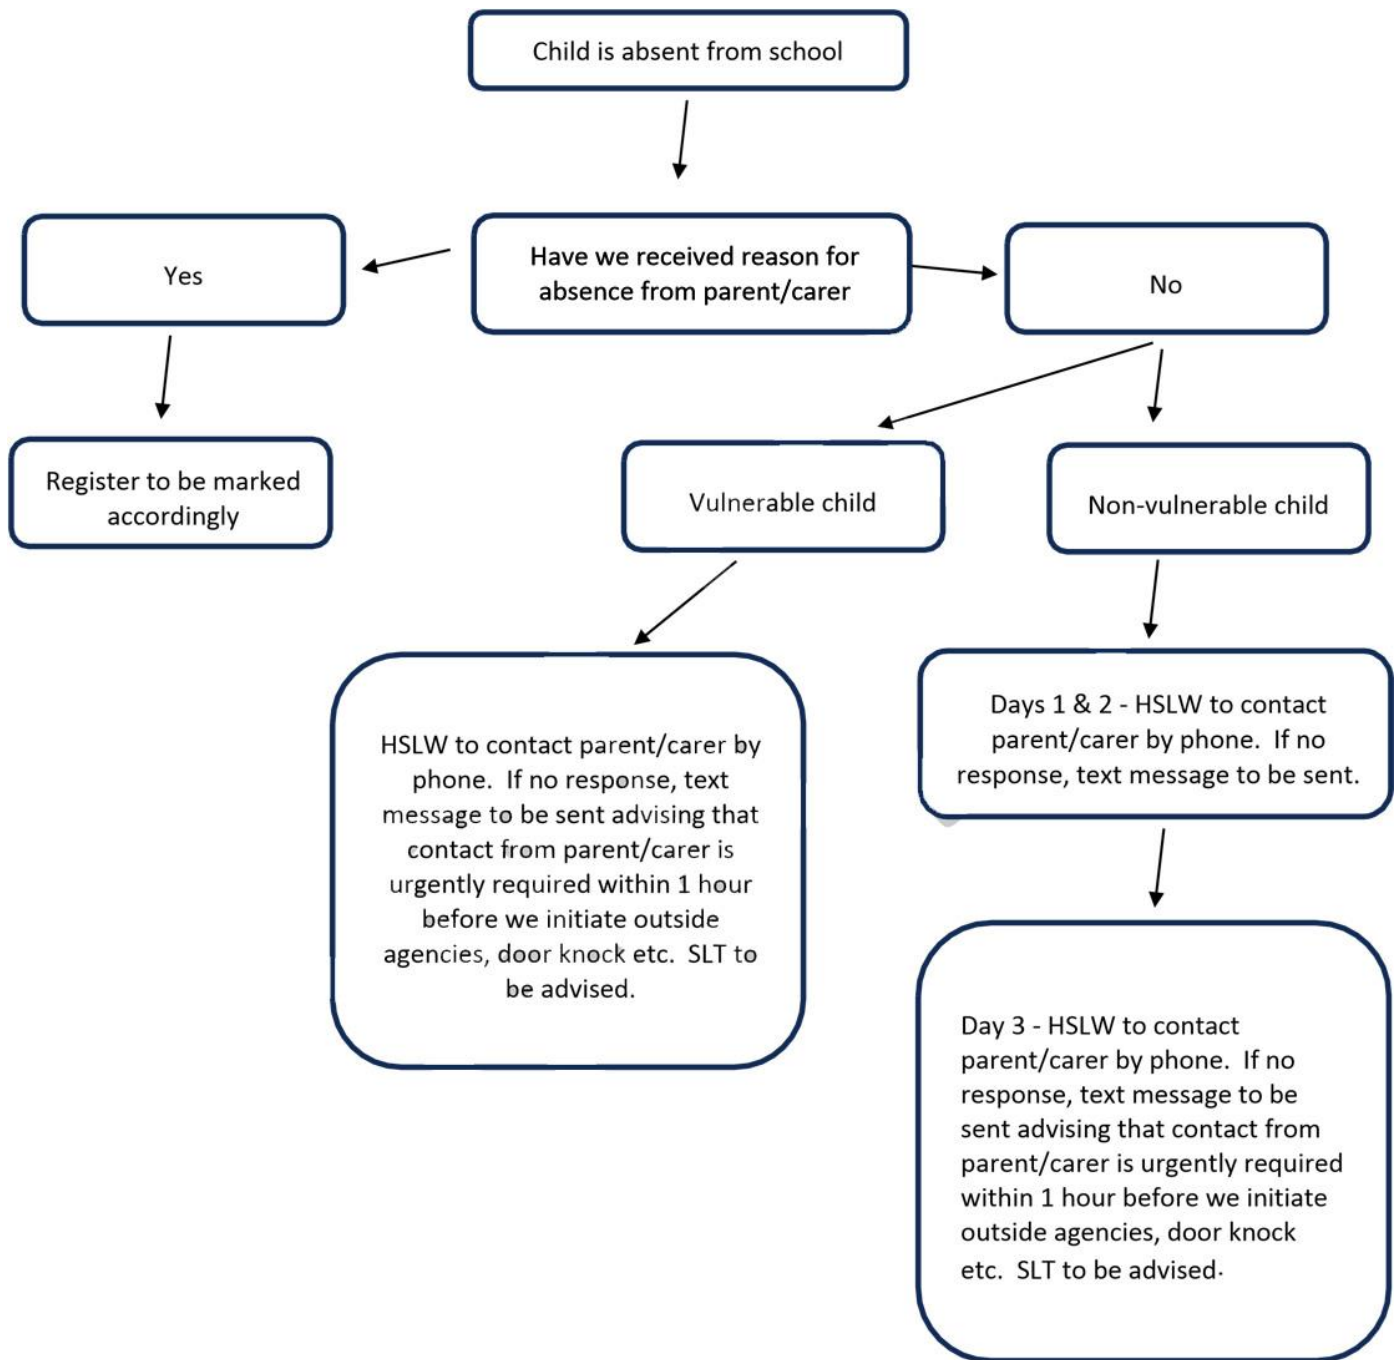 Child is absent from school
Have we received reason for
absence from parent/carer
Yes
No
Register to be marked
accordingly
Vulnerable child
Non-vulnerable child
HSLW to contact parent/carer by
phone.  If no response, text
message to be sent advising that
contact from parent/carer is
urgently required within 1 hour
before we initiate outside
agencies, door knock etc.  SLT to
be advised.
Days 1 & 2 - HSLW to contact
parent/carer by phone.  If no
response, text message to be sent.
Day 3 - HSLW to contact
parent/carer by phone.  If no
response, text message to be
sent advising that contact from
parent/carer is urgently required
within 1 hour before we initiate
outside agencies, door knock
etc.  SLT to be advised.